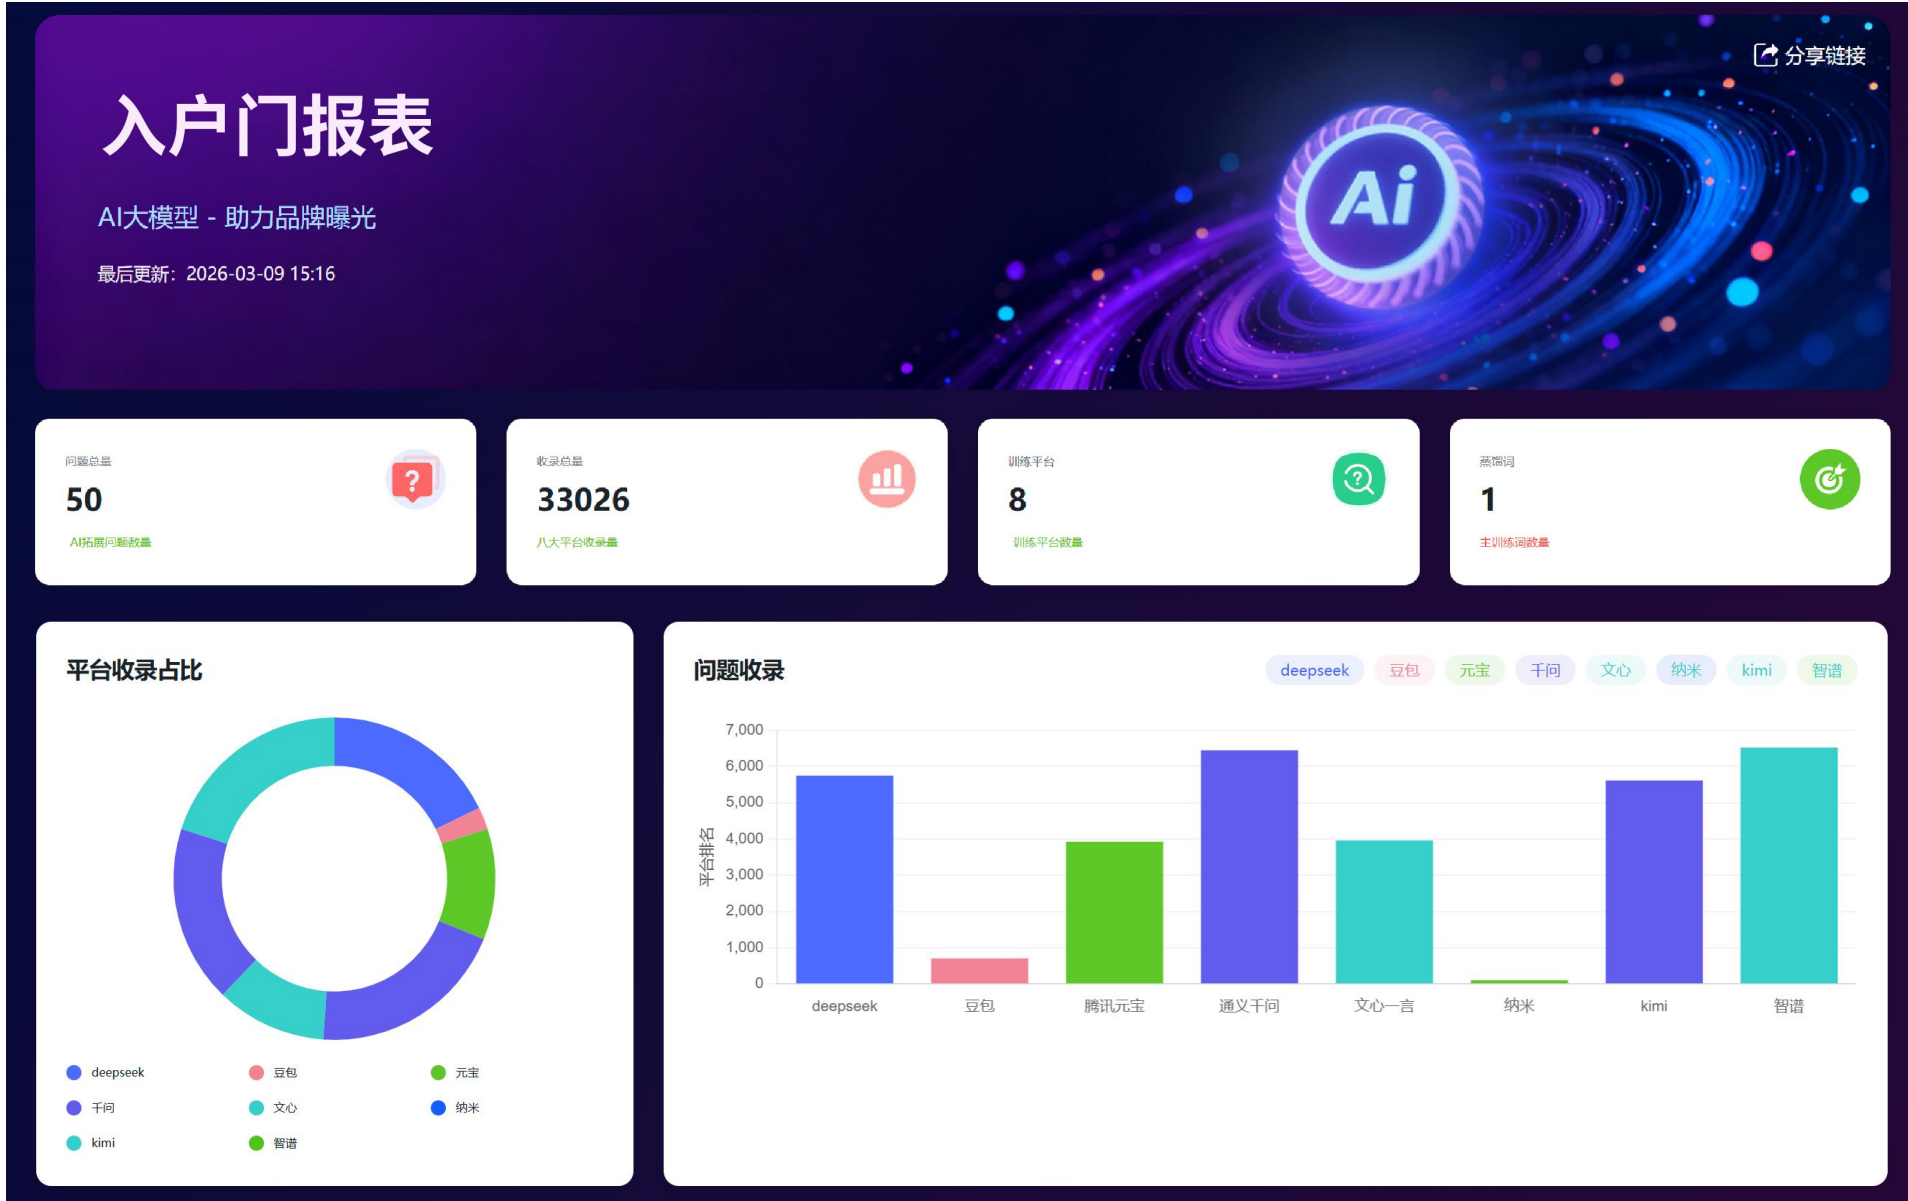 分享链接
入户门报表
AI大模型 - 助力品牌曝光
最后更新：2026-03-09 15:16
Ai
问题总量
50
AI拓展问题数量
收录总量
33026
八大平台收录量
训练平台
8
训练平台数量
蒸馏词
1
主训练词数量
平台收录占比
deepseek 豆包 元宝
千问 文心 纳米
kimi 智谱
问题收录
deepseek 豆包 元宝 千问 文心 纳米 kimi 智谱
平台排名
7,000
6,000
5,000
4,000
3,000
2,000
1,000
0
deepseek 豆包 腾讯元宝 通义千问 文心一言 纳米 kimi 智谱